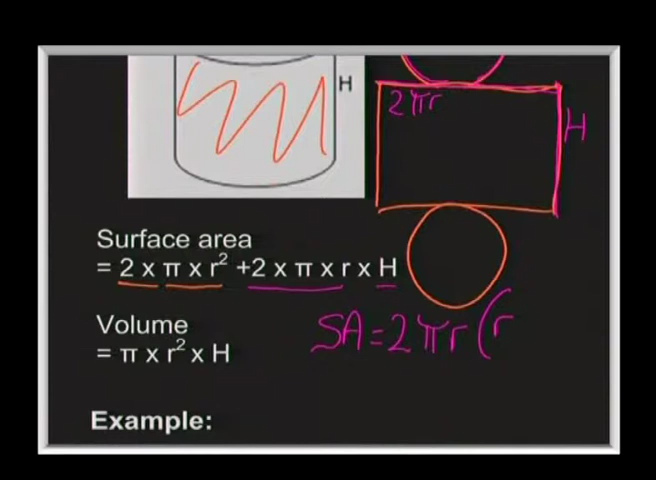 H
2πr
H
Surface area
= 2 x π x r² +2 x π x r x H
Volume
= π x r² x H
SA=2πr(r
Example: